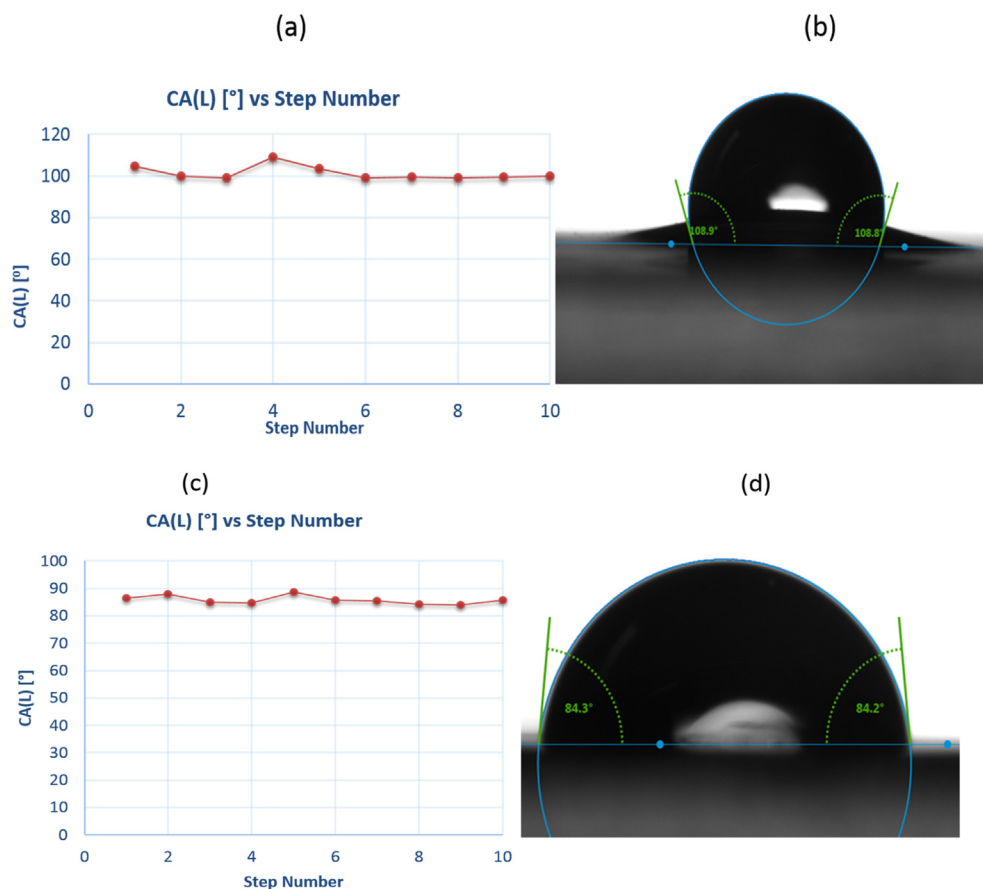 (a)
CA(L) [°] vs Step Number
120
100
80
60
40
20
0
CA(L) [⁰]
0 2 4 6 8 10
Step Number
(b)
108.9°
108.8°
(c)
CA(L) [°] vs Step Number
100
90
80
70
60
50
40
30
20
10
0
CA(L) [°]
0 2 4 6 8 10
Step Number
(d)
84.3°
84.2°